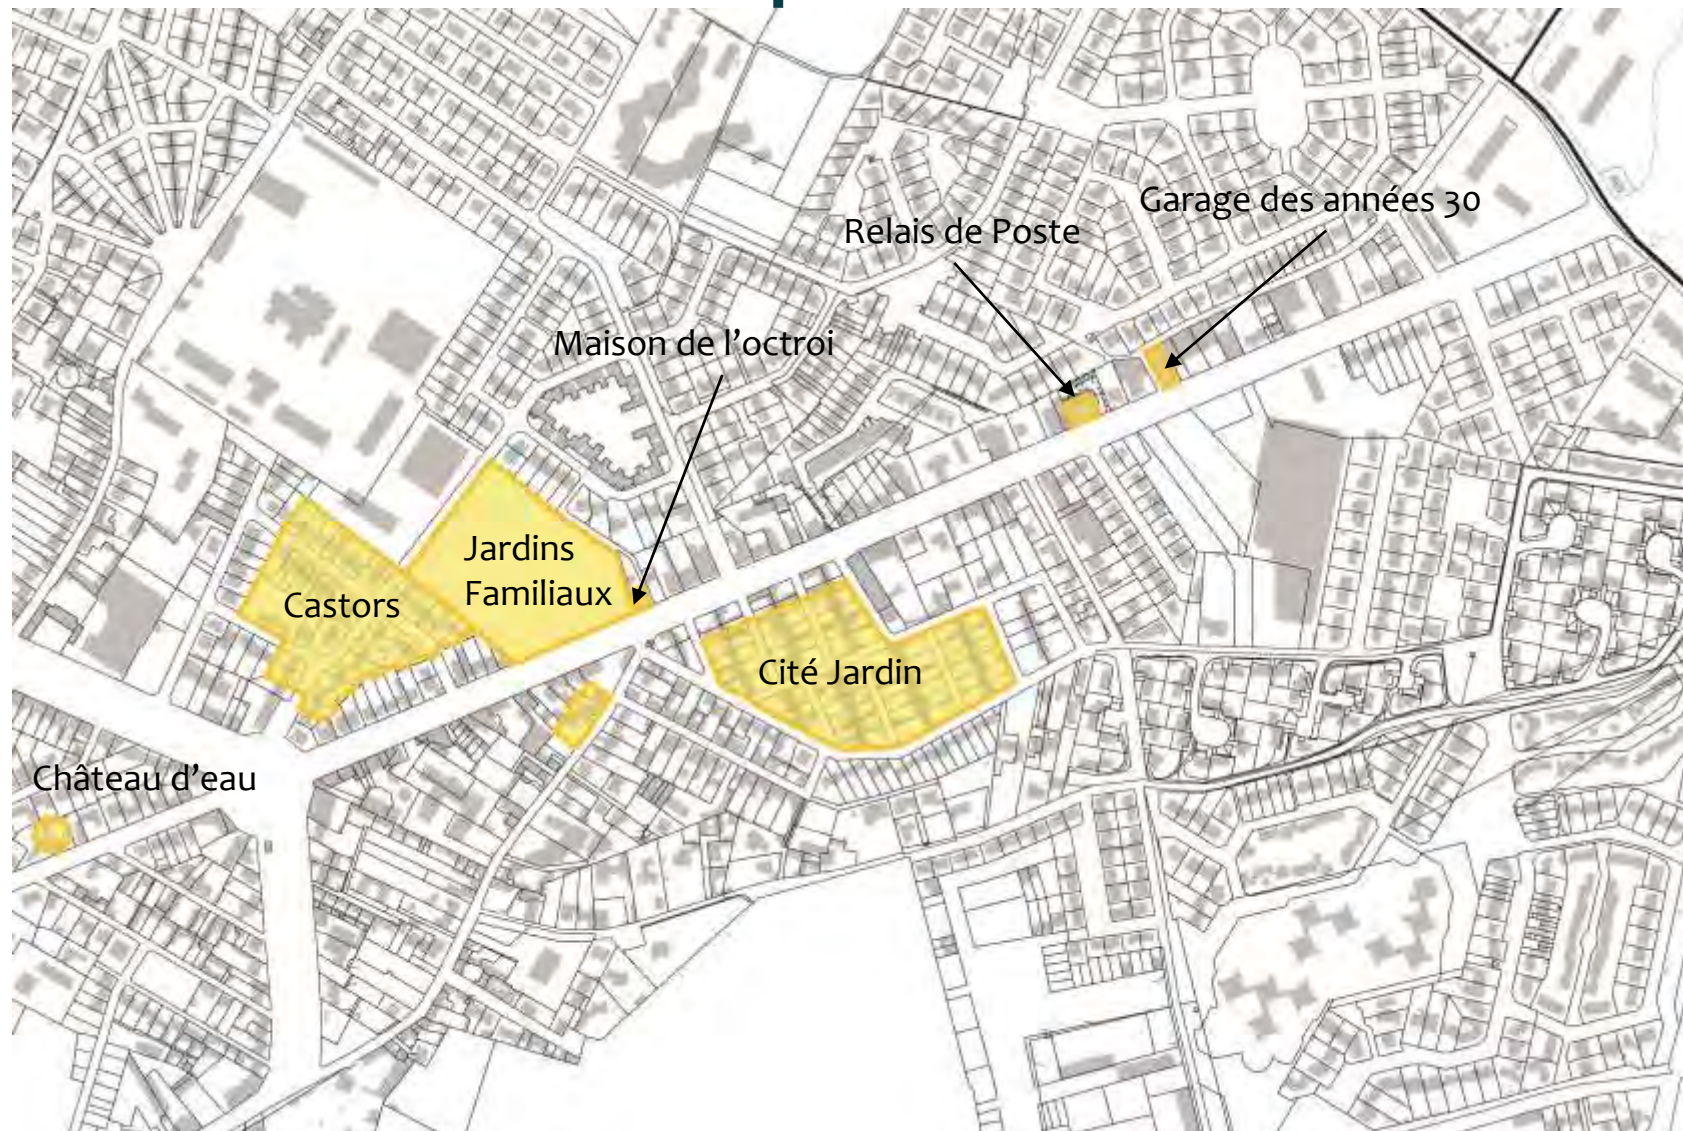 Garage des années 30
Relais de Poste
Maison de l'octroi
Jardins
Familiaux
Castors
Cité Jardin
Château d'eau